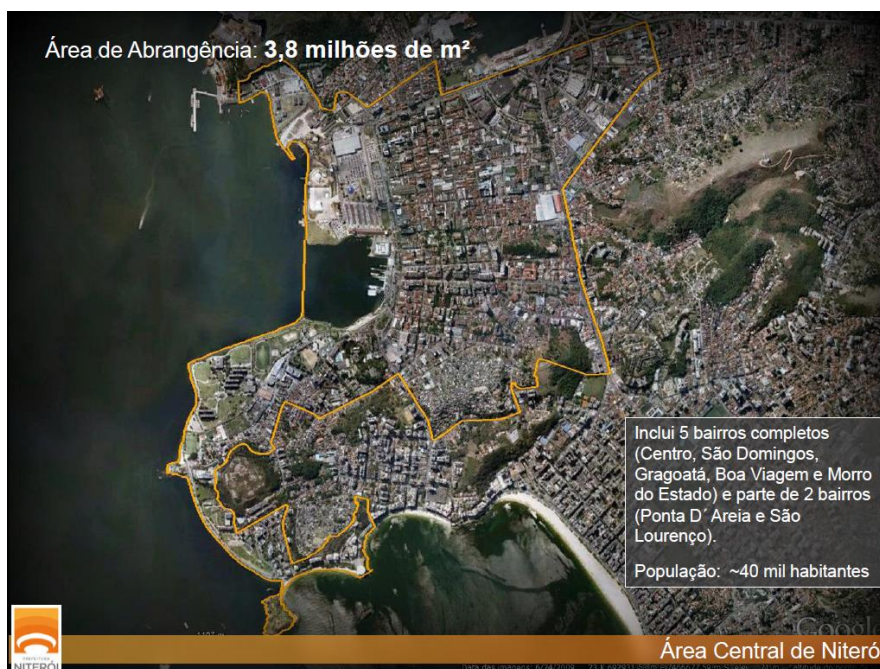 Área de Abrangência: 3,8 milhões de m²
Inclui 5 bairros completos
(Centro, São Domingos,
Gragoatá, Boa Viagem e Morro
do Estado) e parte de 2 bairros
(Ponta D´ Areia e São
Lourenço).
População: ~40 mil habitantes
Google
PREFEITURA
NITERÓI
Área Central de Niteró